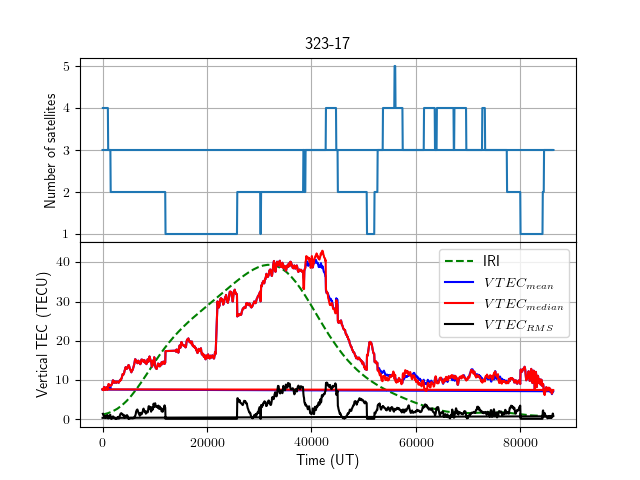 323-17
Number of satellites
5
4
3
2
1
Vertical TEC (TECU)
40
30
20
10
0
IRI
VTEC_mean
VTEC_median
VTEC_RMS
0 20000 40000 60000 80000
Time (UT)